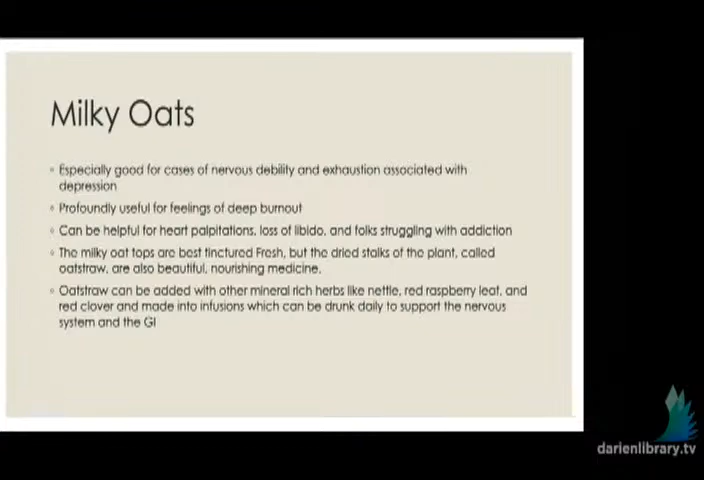 Milky Oats
Especially good for cases of nervous debility and exhaustion associated with
depression
Profoundly useful for feelings of deep burnout
Can be helpful for heart palpitations, loss of libido, and folks struggling with addiction
The milky oat tops are best tinctured Fresh, but the dried stalks of the plant, called
oatstraw, are also beautiful, nourishing medicine.
Oatstraw can be added with other mineral rich herbs like nettle, red raspberry leaf, and
red clover and made into infusions which can be drunk daily to support the nervous
system and the GI
darienlibrary.tv